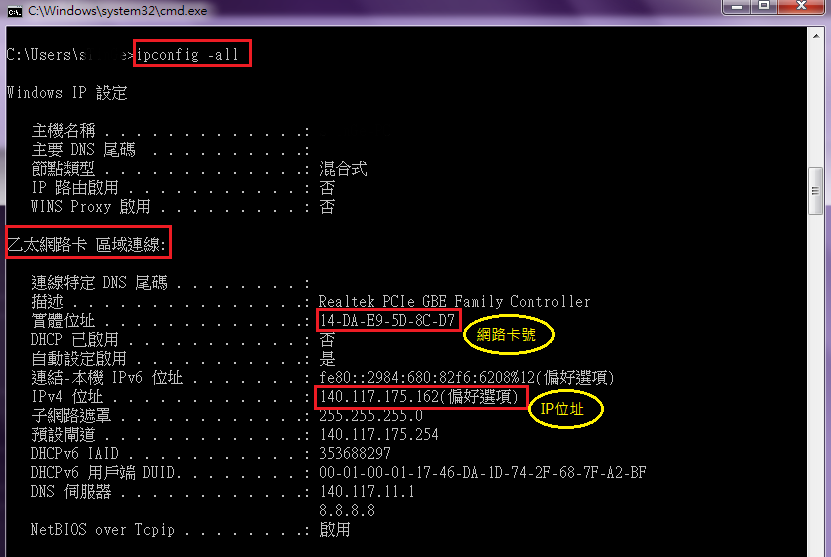 C:\Windows\system32\cmd.exe
C:\Users\s >ipconfig -all
Windows IP 設定
主機名稱 . . . . . . . . . . . . . :
主要 DNS 尾碼 . . . . . . . . . . . :
節點類型 . . . . . . . . . . . . . : 混合式
IP 路由啟用 . . . . . . . . . . . . : 否
WINS Proxy 啟用 . . . . . . . . . . : 否
乙太網路卡 區域連線:
連線特定 DNS 尾碼 . . . . . . . . . :
描述 . . . . . . . . . . . . . . . : Realtek PCIe GBE Family Controller
實體位址 . . . . . . . . . . . . . : 14-DA-E9-5D-8C-D7
網路卡號
DHCP 已啟用 . . . . . . . . . . . . : 否
自動設定啟用 . . . . . . . . . . . : 是
連結-本機 IPv6 位址 . . . . . . . . : fe80::2984:680:82f6:6208%12(偏好選項)
IPv4 位址 . . . . . . . . . . . . . : 140.117.175.162(偏好選項)
IP位址
子網路遮罩 . . . . . . . . . . . . : 255.255.255.0
預設閘道 . . . . . . . . . . . . . : 140.117.175.254
DHCPv6 IAID . . . . . . . . . . . . : 353688297
DHCPv6 用戶端 DUID. . . . . . . . . : 00-01-00-01-17-46-DA-1D-74-2F-68-7F-A2-BF
DNS 伺服器 . . . . . . . . . . . . : 140.117.11.1
8.8.8.8
NetBIOS over Tcpip . . . . . . . . : 啟用